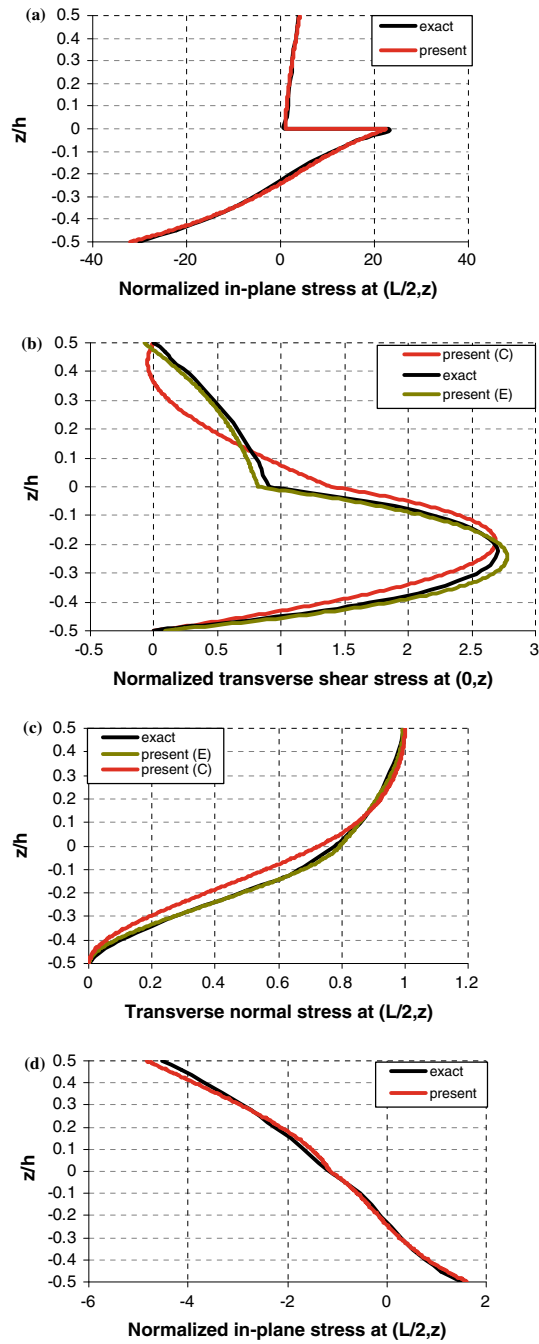 (a)
0.5
0.4
0.3
0.2
0.1
0
-0.1
-0.2
-0.3
-0.4
-0.5
z/h
exact
present
-40 -20 0 20 40
Normalized in-plane stress at (L/2,z)
(b)
0.5
0.4
0.3
0.2
0.1
0
-0.1
-0.2
-0.3
-0.4
-0.5
z/h
present (C)
exact
present (E)
-0.5 0 0.5 1 1.5 2 2.5 3
Normalized transverse shear stress at (0,z)
(c)
0.5
0.4
0.3
0.2
0.1
0
-0.1
-0.2
-0.3
-0.4
-0.5
z/h
exact
present (E)
present (C)
0 0.2 0.4 0.6 0.8 1 1.2
Transverse normal stress at (L/2,z)
(d)
0.5
0.4
0.3
0.2
0.1
0
-0.1
-0.2
-0.3
-0.4
-0.5
z/h
exact
present
-6 -4 -2 0 2
Normalized in-plane stress at (L/2,z)